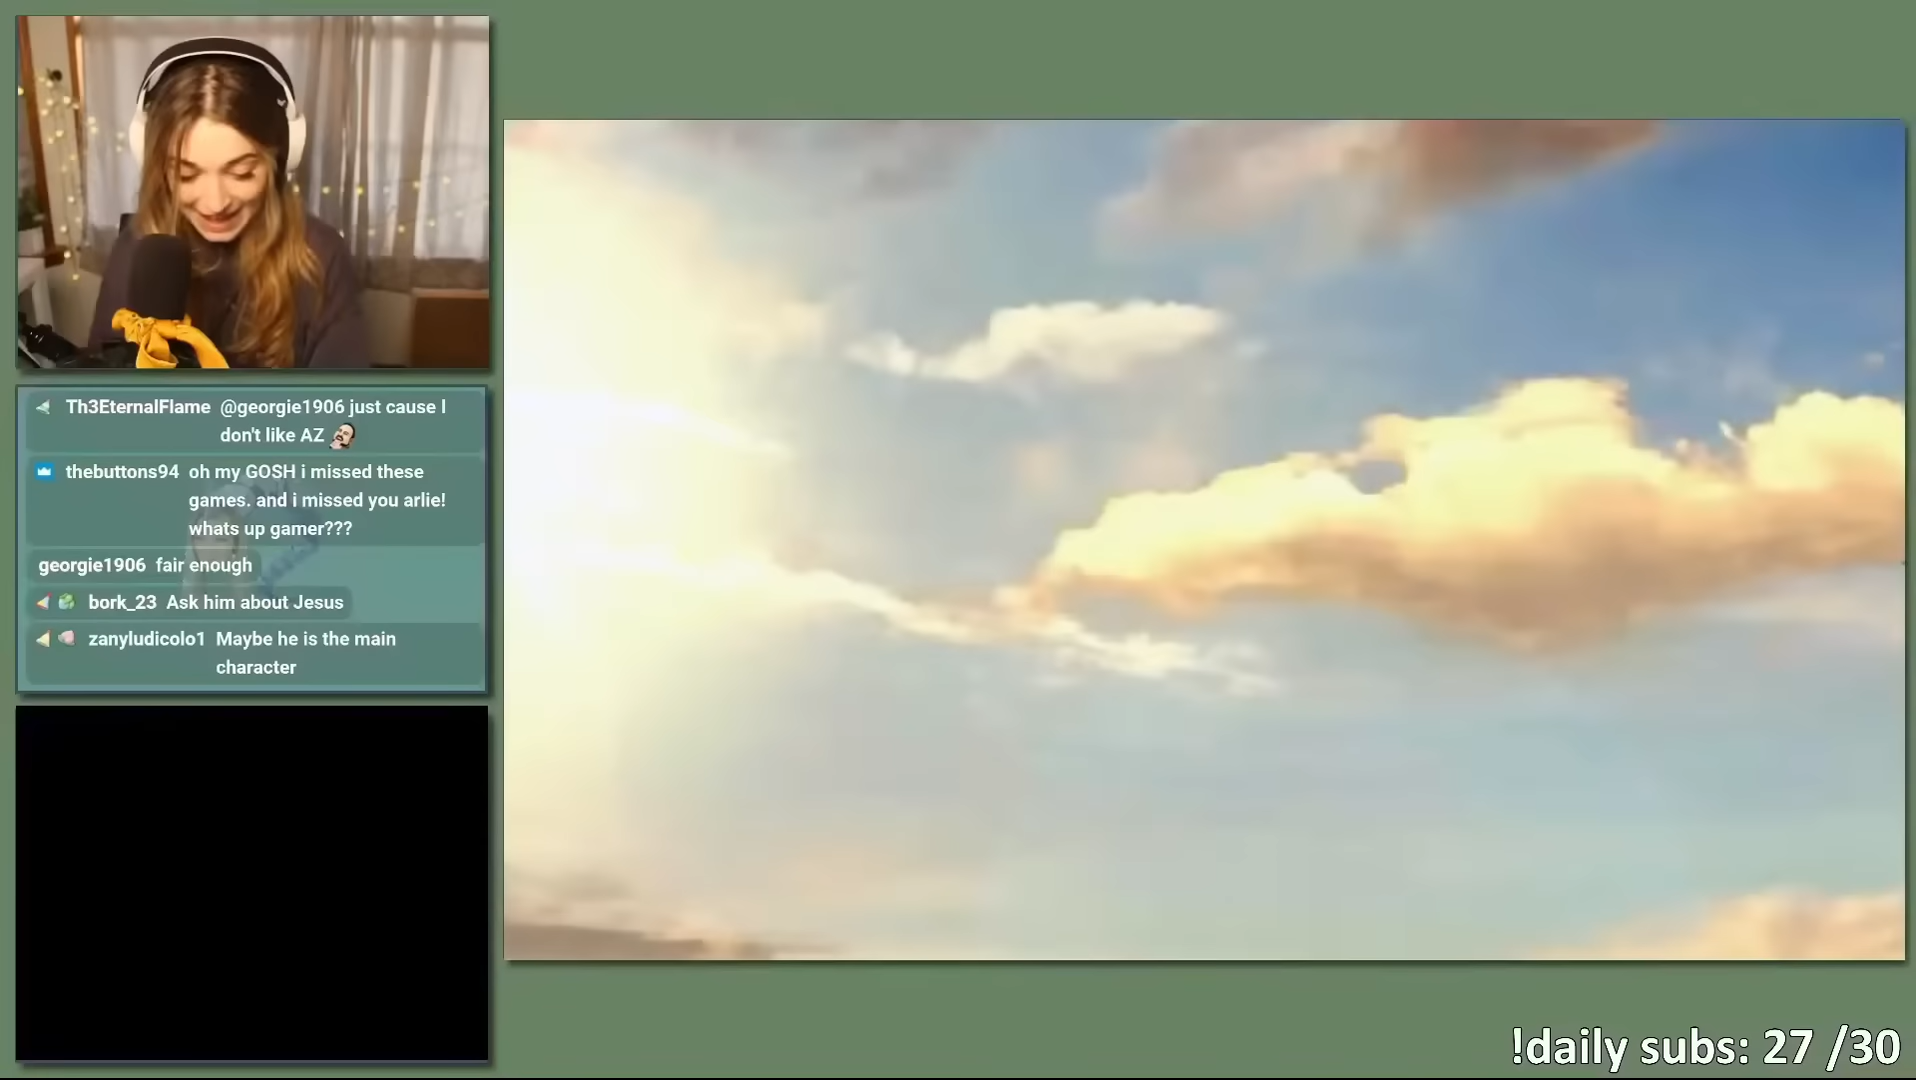 Th3EternalFlame @georgie1906 just cause I
don't like AZ
thebuttons94 oh my GOSH i missed these
games. and i missed you arlie!
whats up gamer???
georgie1906 fair enough
bork_23 Ask him about Jesus
zanyludicolo1 Maybe he is the main
character
!daily subs: 27 /30